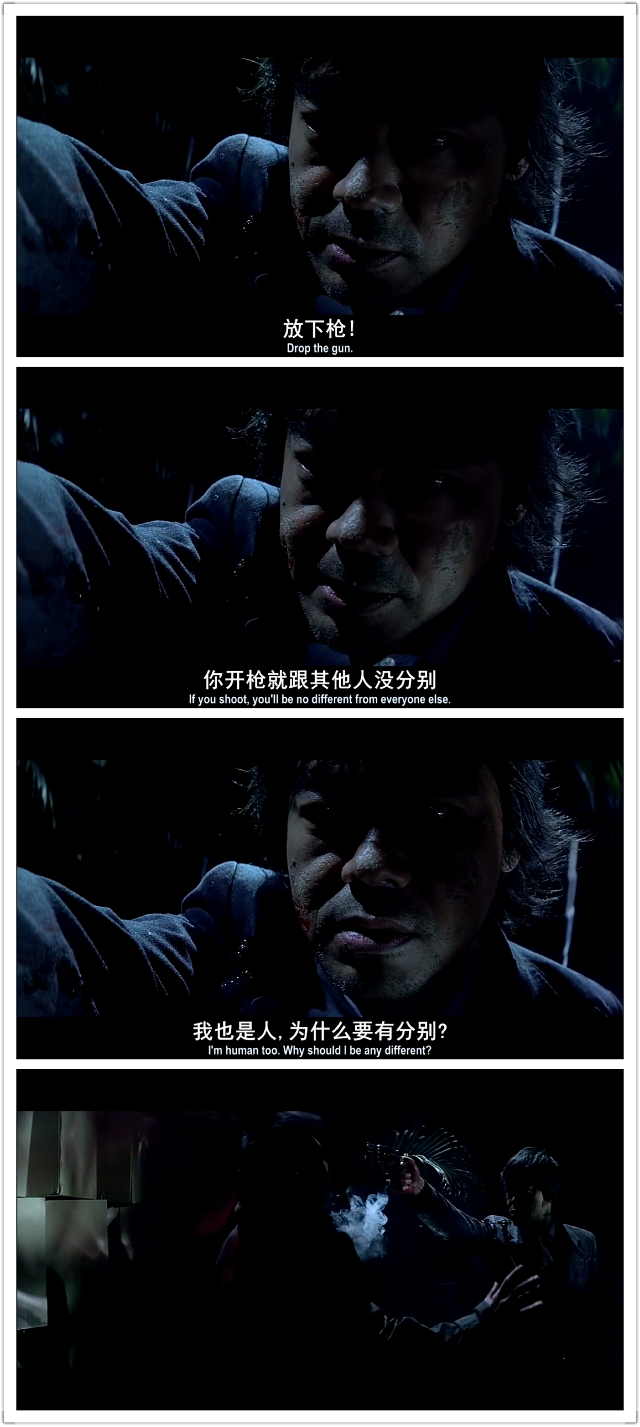 放下枪!
Drop the gun.
你开枪就跟其他人没分别
If you shoot, you'll be no different from everyone else.
我也是人,为什么要有分别?
I'm human too. Why should I be any different?